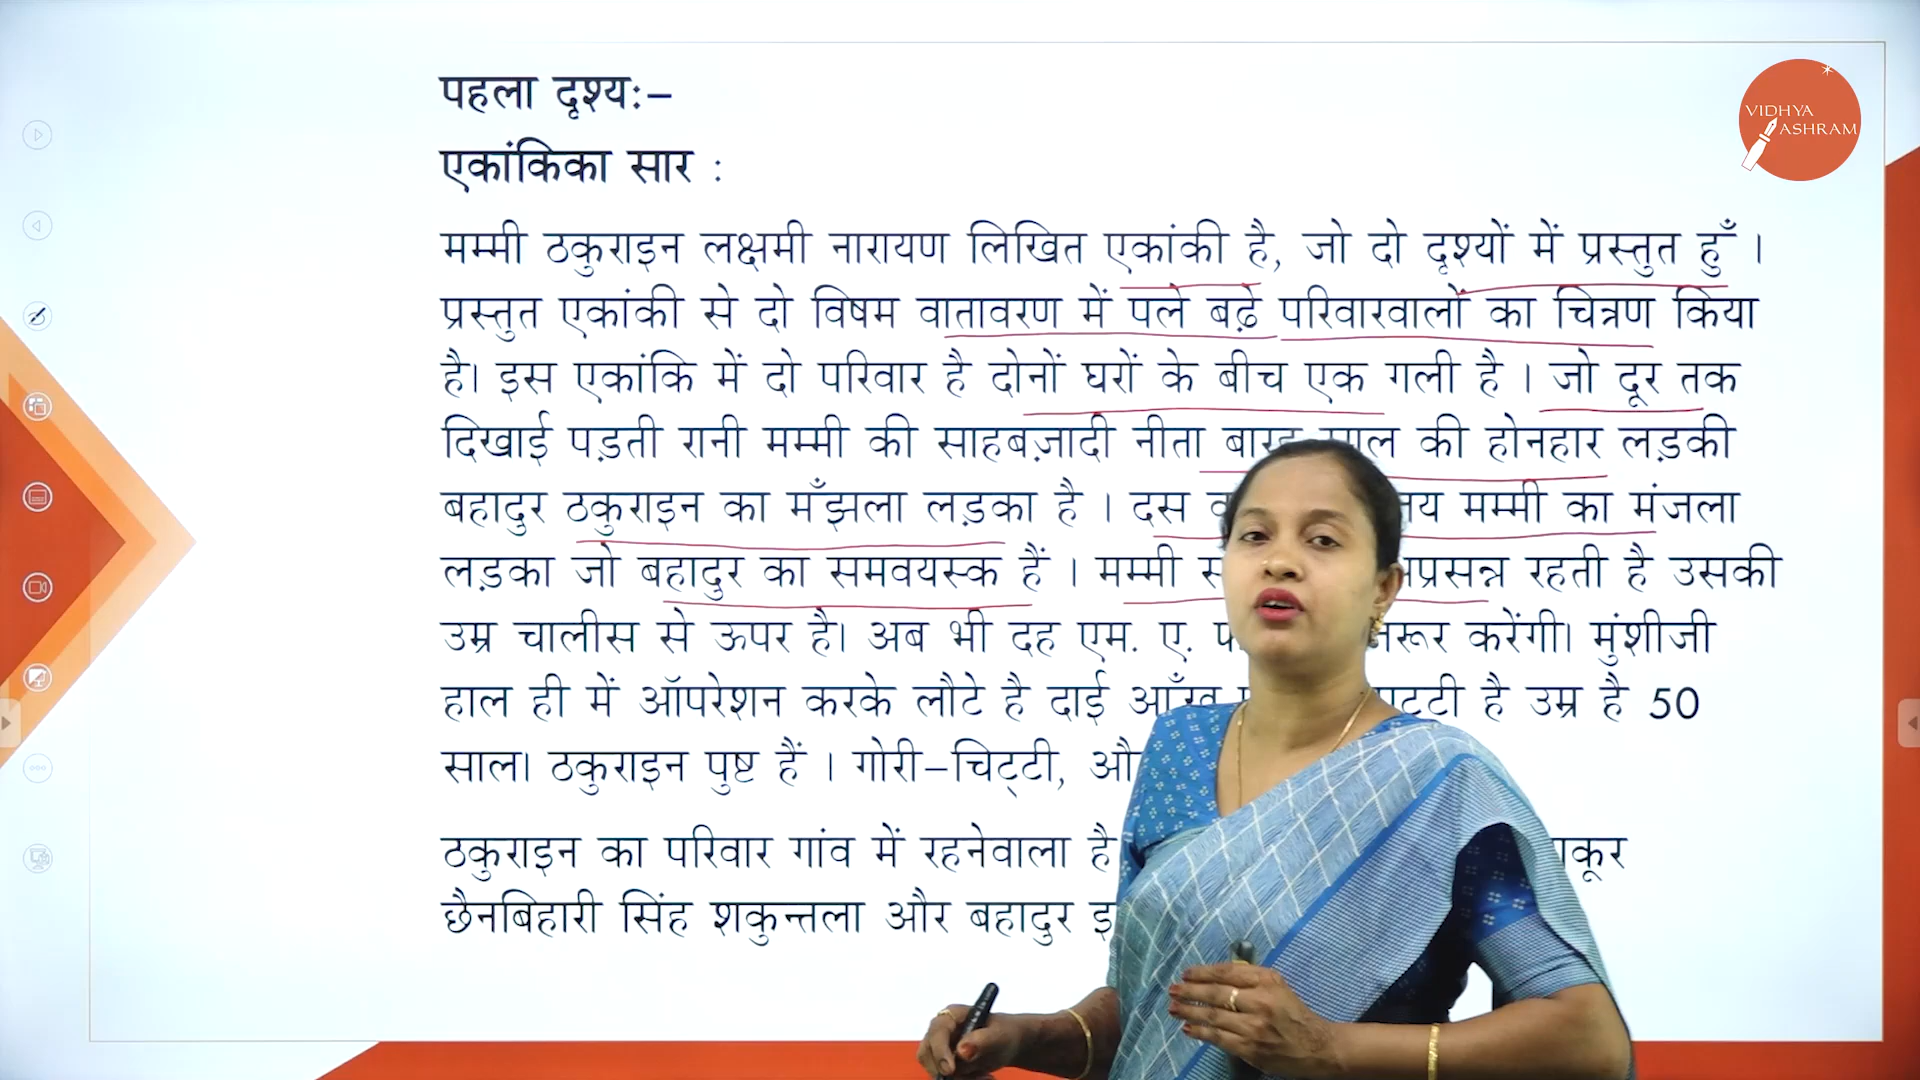 पहला दृश्यः–
एकांकिका सार :
मम्मी ठकुराइन लक्षमी नारायण लिखित एकांकी है, जो दो दृश्यों में प्रस्तुत हुँ ।
प्रस्तुत एकांकी से दो विषम वातावरण में पले बढ़े परिवारवालों का चित्रण किया
है। इस एकांकि में दो परिवार है दोनों घरों के बीच एक गली है । जो दूर तक
दिखाई पड़ती रानी मम्मी की साहबज़ादी नीता की होनहार लड़की
बहादुर ठकुराइन का मँझला लड़का है । दस मम्मी का मंजला
लड़का जो बहादुर का समवयस्क हैं । मम्मी रहती है उसकी
उम्र चालीस से ऊपर है। अब भी दह एम. ए. करेंगी। मुंशीजी
हाल ही में ऑपरेशन करके लौटे है दाई है उम्र है 50
साल। ठकुराइन पुष्ट हैं । गोरी–चिट्टी,
ठकुराइन का परिवार गांव में रहनेवाला है
छैनबिहारी सिंह शकुन्तला और बहादुर
VIDHYA
ASHRAM